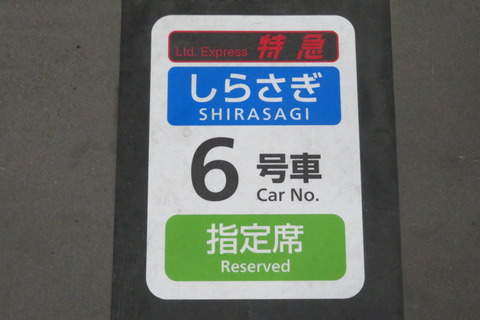 Ltd. Express 特急
しらさぎ
SHIRASAGI
6 号車
Car No.
指定席
Reserved